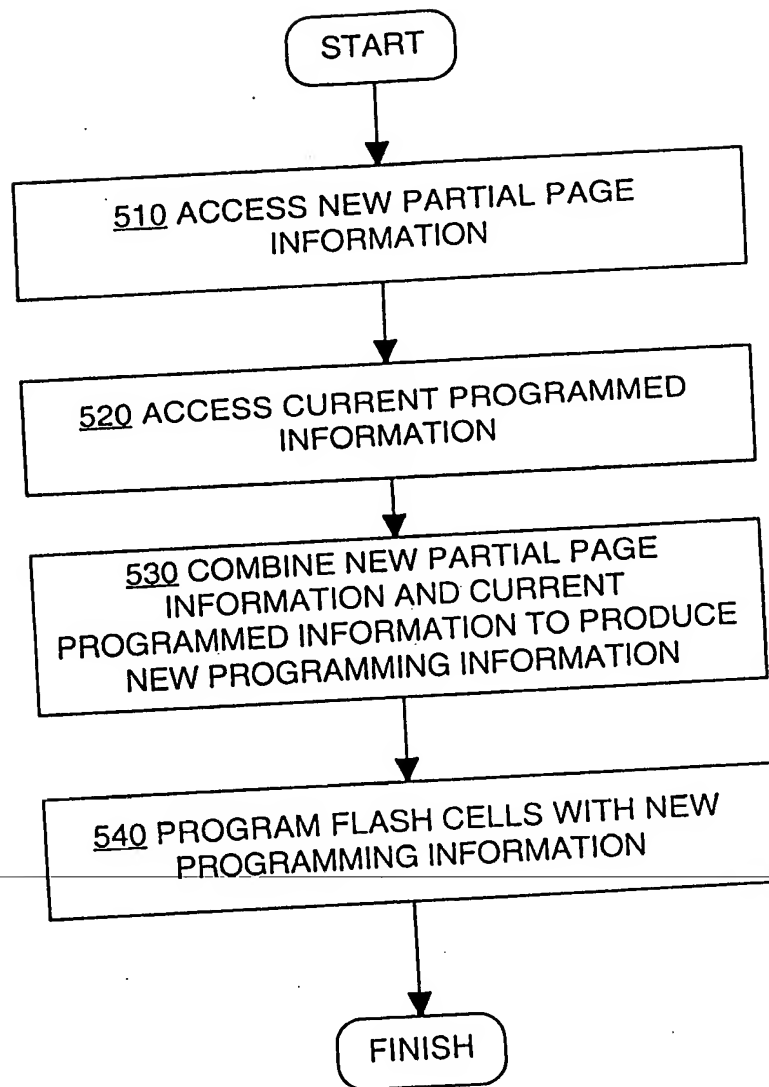 START
510 ACCESS NEW PARTIAL PAGE
INFORMATION
520 ACCESS CURRENT PROGRAMMED
INFORMATION
530 COMBINE NEW PARTIAL PAGE
INFORMATION AND CURRENT
PROGRAMMED INFORMATION TO PRODUCE
NEW PROGRAMMING INFORMATION
540 PROGRAM FLASH CELLS WITH NEW
PROGRAMMING INFORMATION
FINISH